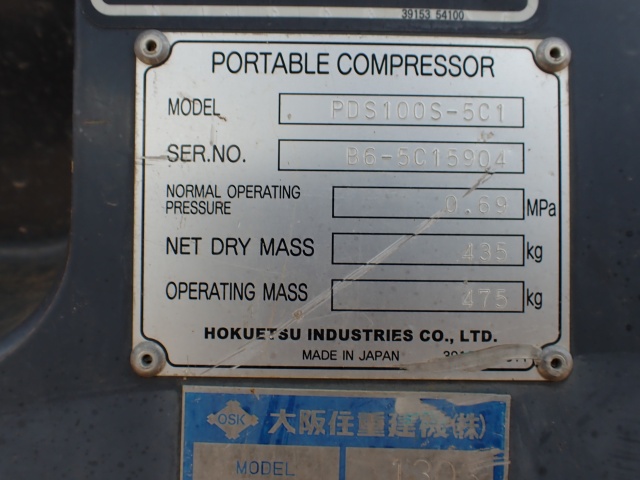 39153 54100
PORTABLE COMPRESSOR
MODEL PDS100S-5C1
SER.NO. B6-5C15904
NORMAL OPERATING PRESSURE 0.69 MPa
NET DRY MASS 435 kg
OPERATING MASS 475 kg
HOKUETSU INDUSTRIES CO., LTD.
MADE IN JAPAN
OSK 大阪住重建機(株)
MODEL